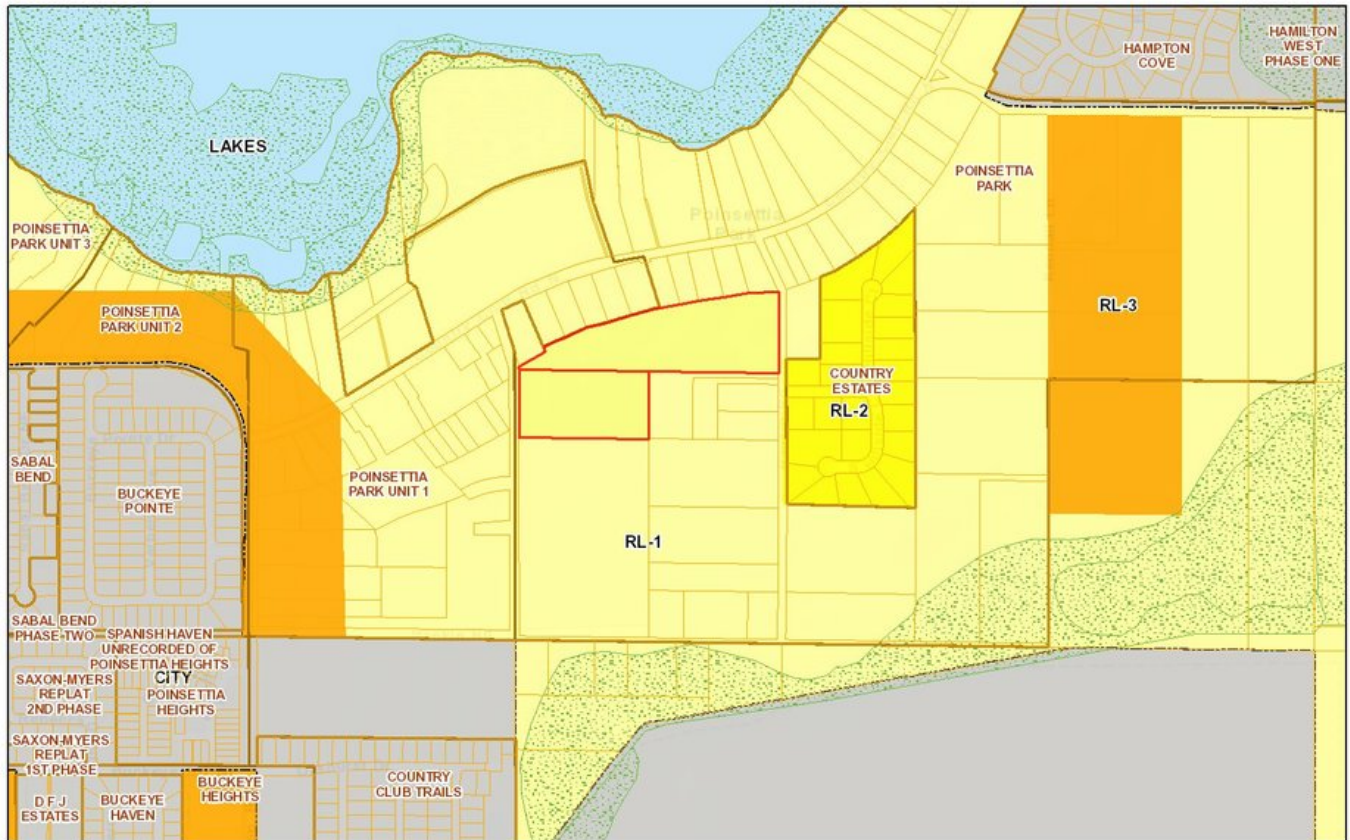 HAMPTON
COVE
HAMILTON
WEST
PHASE ONE
LAKES
POINSETTIA
PARK
POINSETTIA
PARK UNIT 3
Poinsettia
Park
POINSETTIA
PARK UNIT 2
RL-3
COUNTRY
ESTATES
RL-2
SABAL
BEND
BUCKEYE
POINTE
POINSETTIA
PARK UNIT 1
RL-1
SABAL BEND
PHASE TWO
SPANISH HAVEN
UNRECORDED OF
POINSETTIA HEIGHTS
CITY
POINSETTIA
HEIGHTS
SAXON-MYERS
REPLAT
2ND PHASE
SAXON-MYERS
REPLAT
1ST PHASE
D F J
ESTATES
BUCKEYE
HAVEN
BUCKEYE
HEIGHTS
COUNTRY
CLUB TRAILS